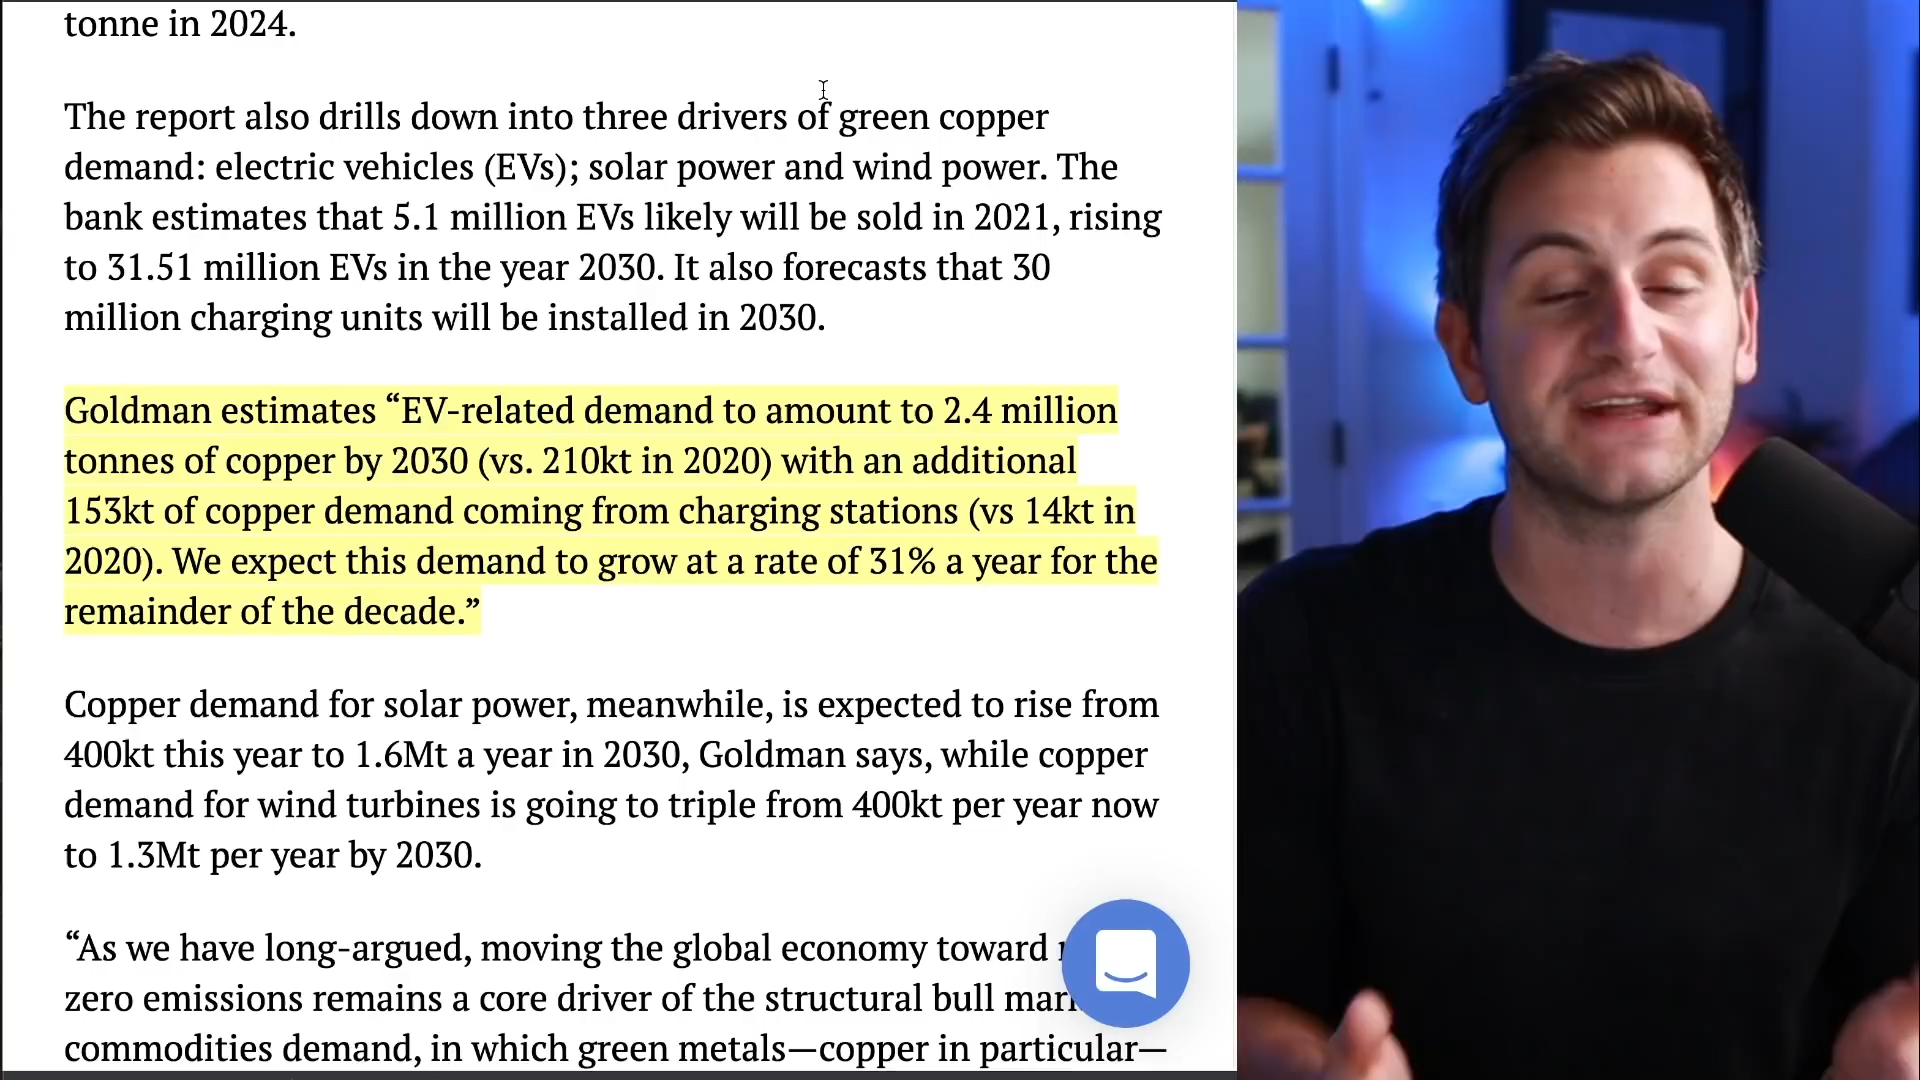 tonne in 2024.
The report also drills down into three drivers of green copper
demand: electric vehicles (EVs); solar power and wind power. The
bank estimates that 5.1 million EVs likely will be sold in 2021, rising
to 31.51 million EVs in the year 2030. It also forecasts that 30
million charging units will be installed in 2030.
Goldman estimates “EV-related demand to amount to 2.4 million
tonnes of copper by 2030 (vs. 210kt in 2020) with an additional
153kt of copper demand coming from charging stations (vs 14kt in
2020). We expect this demand to grow at a rate of 31% a year for the
remainder of the decade.”
Copper demand for solar power, meanwhile, is expected to rise from
400kt this year to 1.6Mt a year in 2030, Goldman says, while copper
demand for wind turbines is going to triple from 400kt per year now
to 1.3Mt per year by 2030.
“As we have long-argued, moving the global economy toward
zero emissions remains a core driver of the structural bull
commodities demand, in which green metals—copper in particular—